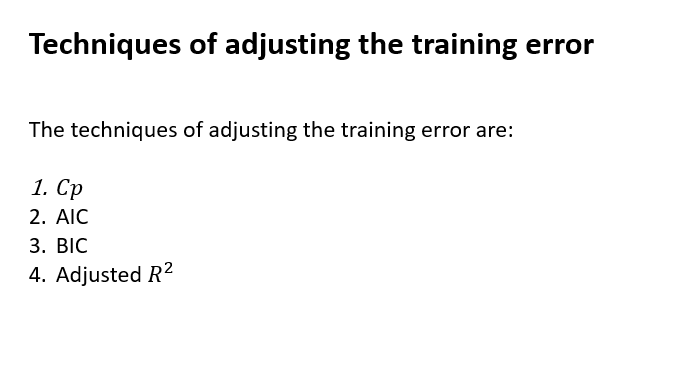 Techniques of adjusting the training error
The techniques of adjusting the training error are:
1. Cp
2. AIC
3. BIC
4. Adjusted R²